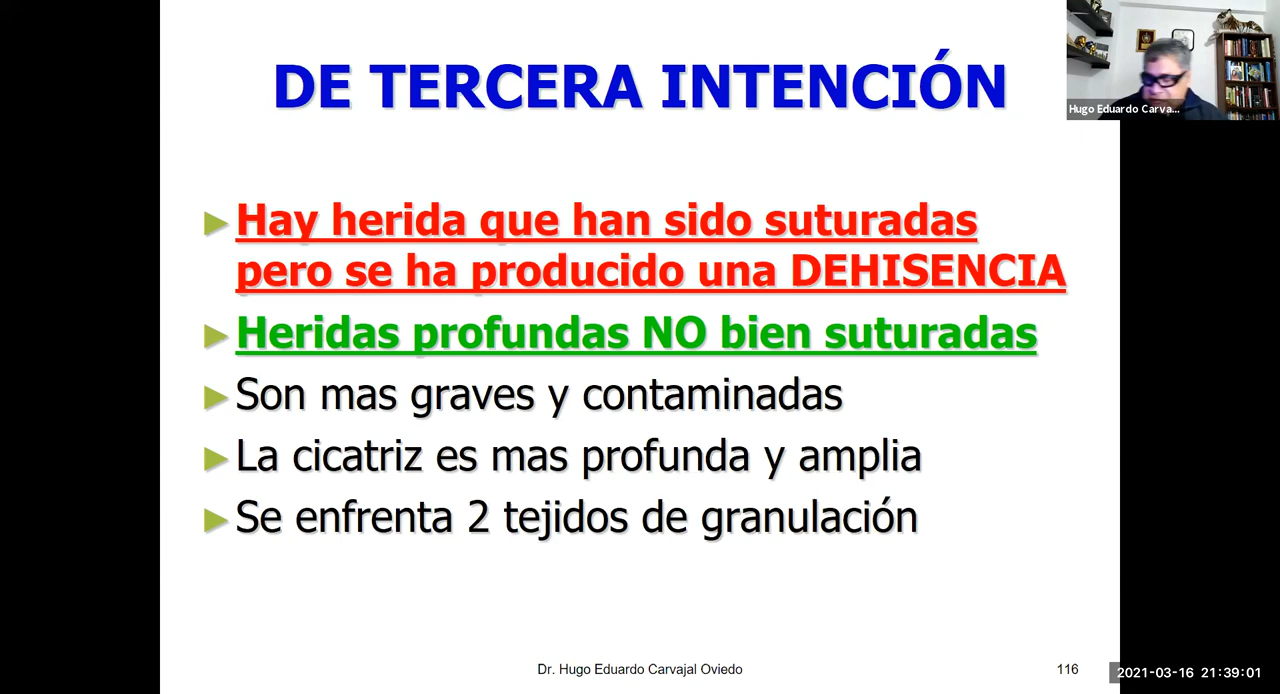 DE TERCERA INTENCIÓN
Hugo Eduardo Carva...
► Hay herida que han sido suturadas
pero se ha producido una DEHISENCIA
► Heridas profundas NO bien suturadas
► Son mas graves y contaminadas
► La cicatriz es mas profunda y amplia
► Se enfrenta 2 tejidos de granulación
Dr. Hugo Eduardo Carvajal Oviedo
116
2021-03-16 21:39:01